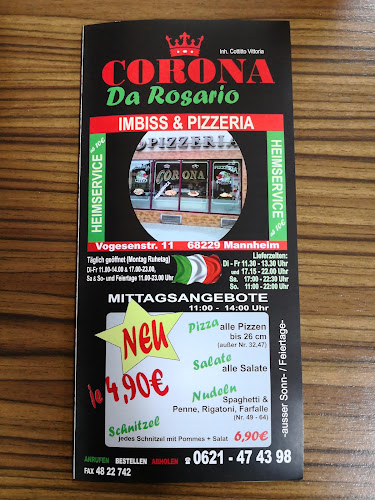 Inh. Cottitto Vittoria
CORONA
Da Rosario
IMBISS & PIZZERIA
HEIMSERVICE ab 10€
HEIMSERVICE ab 10€
PIZZERIA
CORONA
Vogesenstr. 11 68229 Mannheim
Täglich geöffnet (Montag Ruhetag)
Di-Fr 11.00-14.00 & 17.00-23.00,
Sa & So- und Feiertage 11.00-23.00 Uhr
Lieferzeiten:
Di - Fr 11.30 - 13.30 Uhr
und 17.15 - 22.00 Uhr
Sa. 17:00 - 22:30 Uhr
So. 11:00 - 22:00 Uhr
MITTAGSANGEBOTE
11:00 - 14:00 Uhr
NEU
je 4,90€
Pizza alle Pizzen
bis 26 cm
(außer Nr. 32,47)
Salate
alle Salate
Nudeln
Spaghetti &
Penne, Rigatoni, Farfalle
(Nr. 49 - 64)
Schnitzel
jedes Schnitzel mit Pommes + Salat 6,90€
-ausser Sonn- / Feiertage-
ANRUFEN BESTELLEN ABHOLEN ☎ 0621 - 47 43 98
FAX 48 22 742